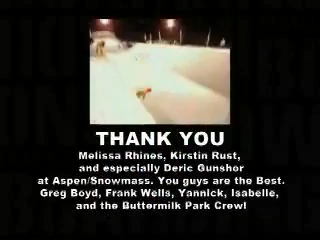 THANK YOU
Melissa Rhines, Kirstin Rust,
and especially Deric Gunshor
at Aspen/Snowmass. You guys are the Best.
Greg Boyd, Frank Wells, Yannick, Isabelle,
and the Buttermilk Park Crew!